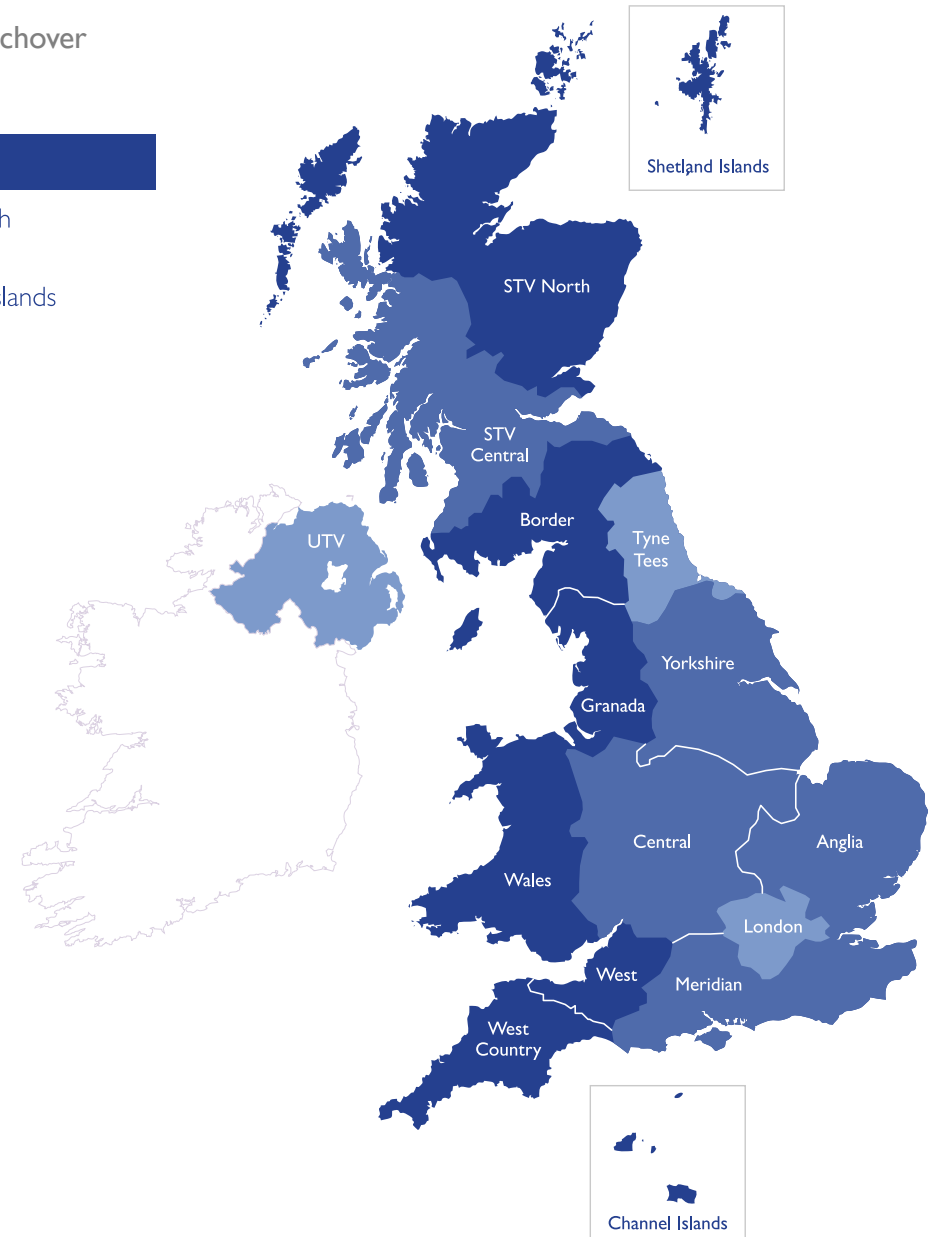 chover
h
slands
Shetland Islands
STV North
STV
Central
Border
UTV
Tyne
Tees
Yorkshire
Granada
Central
Anglia
Wales
London
West
Meridian
West
Country
Channel Islands